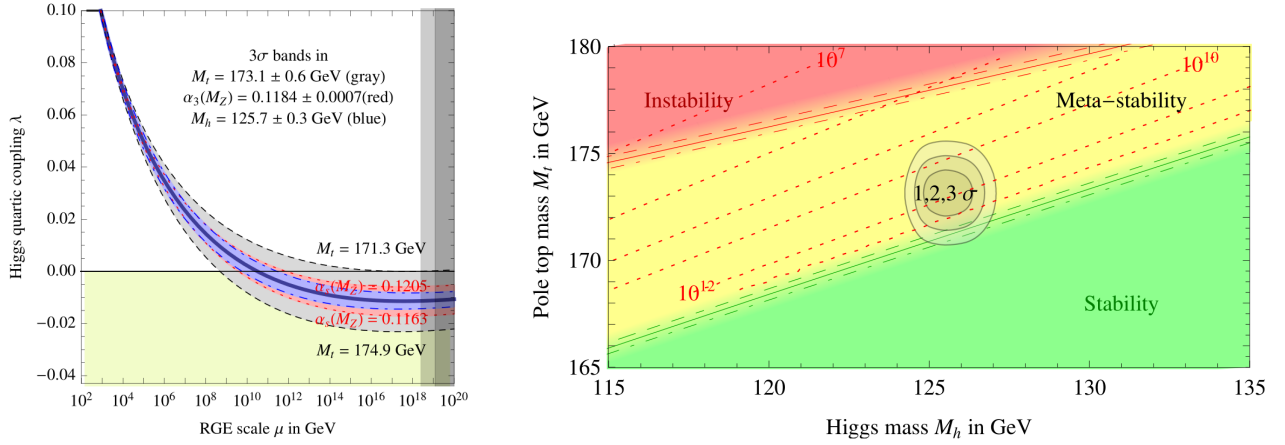 0.10
0.08
0.06
0.04
0.02
0.00
−0.02
−0.04
Higgs quartic coupling λ
3σ bands in
M_t = 173.1 ± 0.6 GeV (gray)
α_3(M_Z) = 0.1184 ± 0.0007(red)
M_h = 125.7 ± 0.3 GeV (blue)
M_t = 171.3 GeV
α_s(M_Z) = 0.1205
α_s(M_Z) = 0.1163
M_t = 174.9 GeV
10^2 10^4 10^6 10^8 10^10 10^12 10^14 10^16 10^18 10^20
RGE scale μ in GeV
180
175
170
165
Pole top mass M_t in GeV
10^7
10^10
Instability
Meta−stability
1,2,3 σ
10^12
Stability
115 120 125 130 135
Higgs mass M_h in GeV